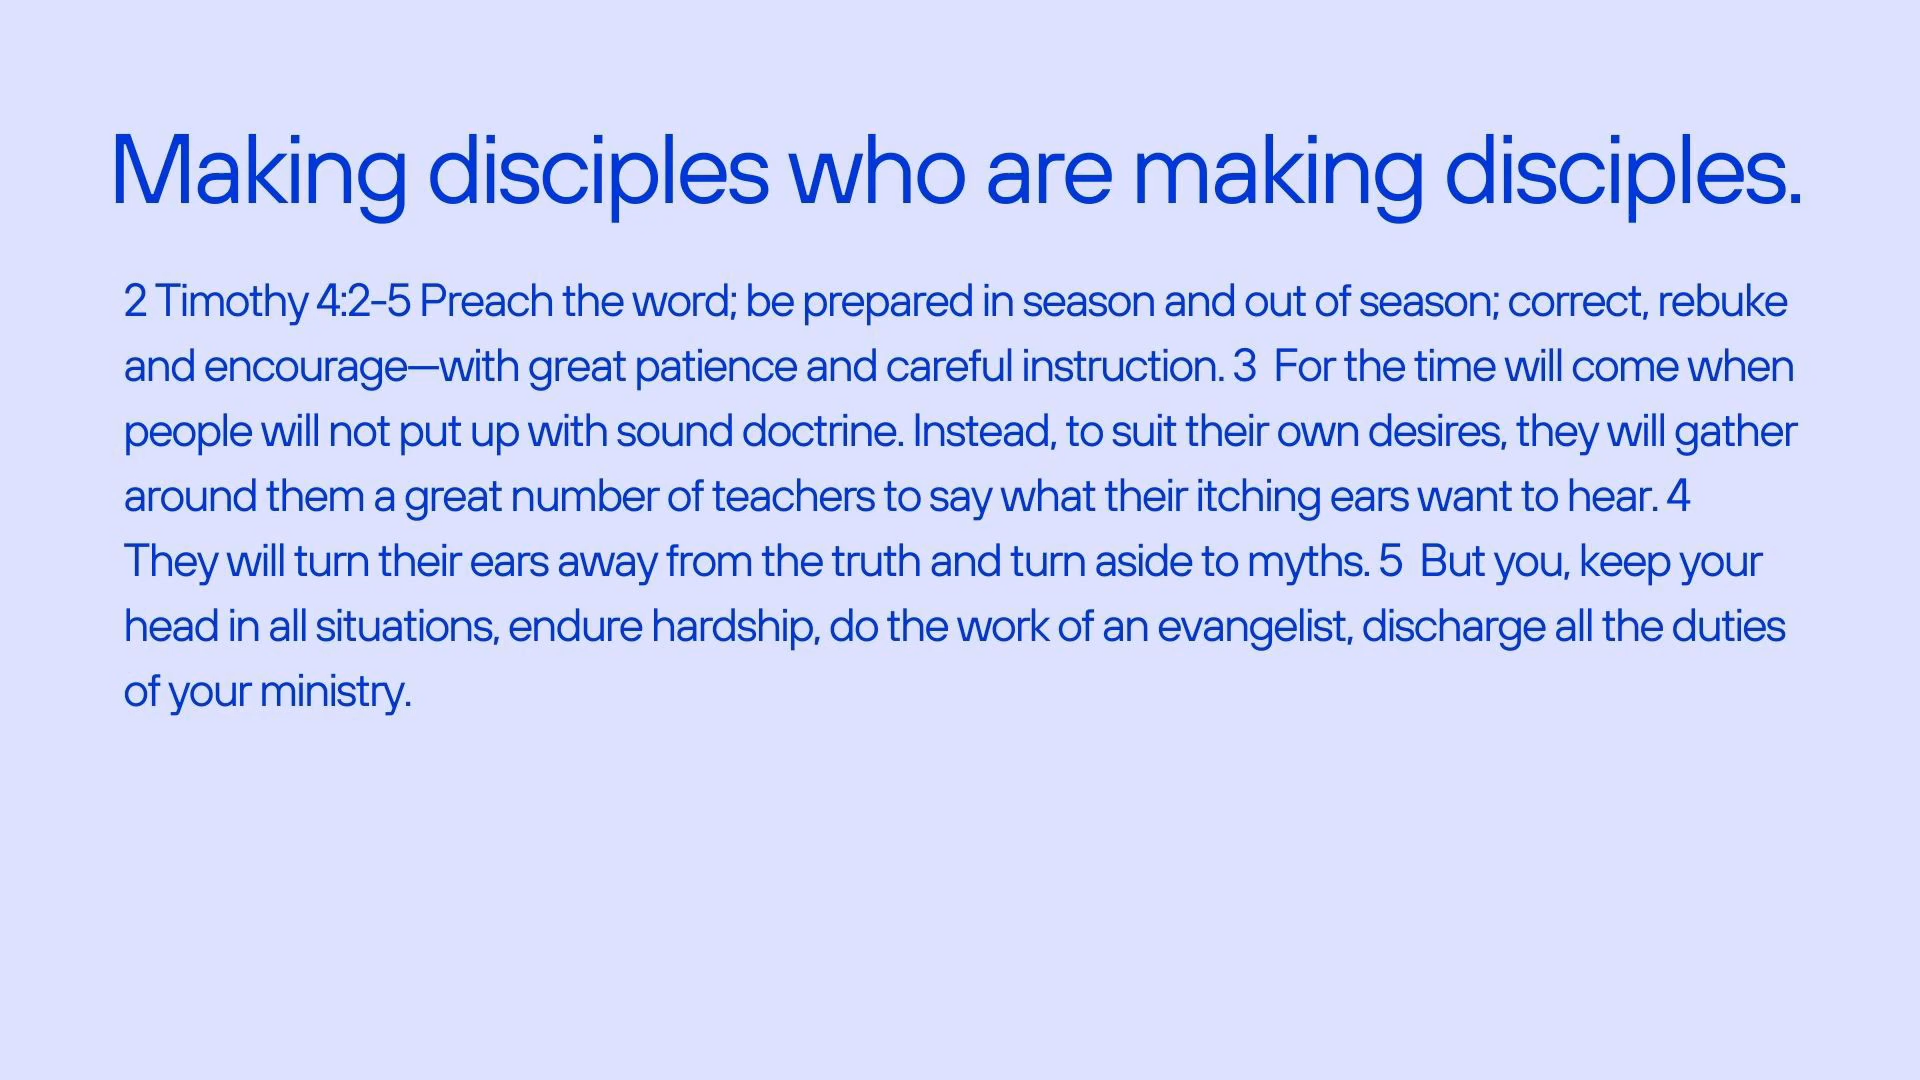 Making disciples who are making disciples.
2 Timothy 4:2-5 Preach the word; be prepared in season and out of season; correct, rebuke
and encourage—with great patience and careful instruction. 3  For the time will come when
people will not put up with sound doctrine. Instead, to suit their own desires, they will gather
around them a great number of teachers to say what their itching ears want to hear. 4
They will turn their ears away from the truth and turn aside to myths. 5  But you, keep your
head in all situations, endure hardship, do the work of an evangelist, discharge all the duties
of your ministry.